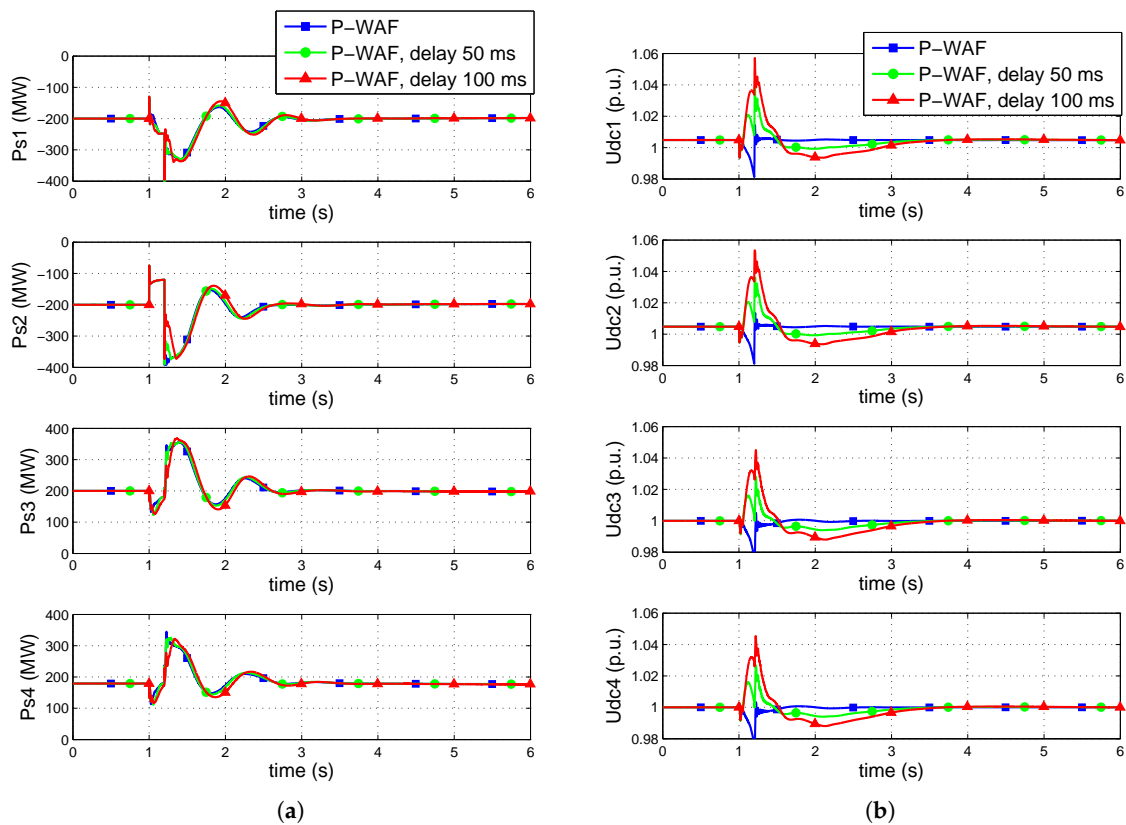 P−WAF
P−WAF, delay 50 ms
P−WAF, delay 100 ms
0
−100
−200
−300
−400
Ps1 (MW)
0 1 2 3 4 5 6
time (s)
0
−100
−200
−300
−400
Ps2 (MW)
0 1 2 3 4 5 6
time (s)
400
300
200
100
0
Ps3 (MW)
0 1 2 3 4 5 6
time (s)
400
300
200
100
0
Ps4 (MW)
0 1 2 3 4 5 6
time (s)
(a)
P−WAF
P−WAF, delay 50 ms
P−WAF, delay 100 ms
1.06
1.04
1.02
1
0.98
Udc1 (p.u.)
0 1 2 3 4 5 6
time (s)
1.06
1.04
1.02
1
0.98
Udc2 (p.u.)
0 1 2 3 4 5 6
time (s)
1.06
1.04
1.02
1
0.98
Udc3 (p.u.)
0 1 2 3 4 5 6
time (s)
1.06
1.04
1.02
1
0.98
Udc4 (p.u.)
0 1 2 3 4 5 6
time (s)
(b)